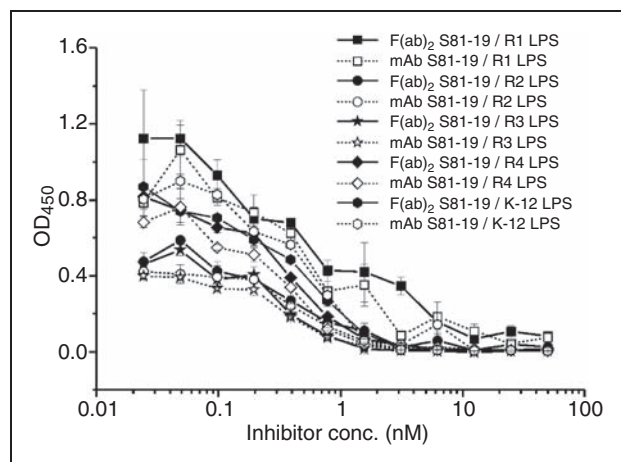 1.6
1.2
0.8
0.4
0.0
OD450
F(ab)2 S81-19 / R1 LPS
mAb S81-19 / R1 LPS
F(ab)2 S81-19 / R2 LPS
mAb S81-19 / R2 LPS
F(ab)2 S81-19 / R3 LPS
mAb S81-19 / R3 LPS
F(ab)2 S81-19 / R4 LPS
mAb S81-19 / R4 LPS
F(ab)2 S81-19 / K-12 LPS
mAb S81-19 / K-12 LPS
0.01 0.1 1 10 100
Inhibitor conc. (nM)